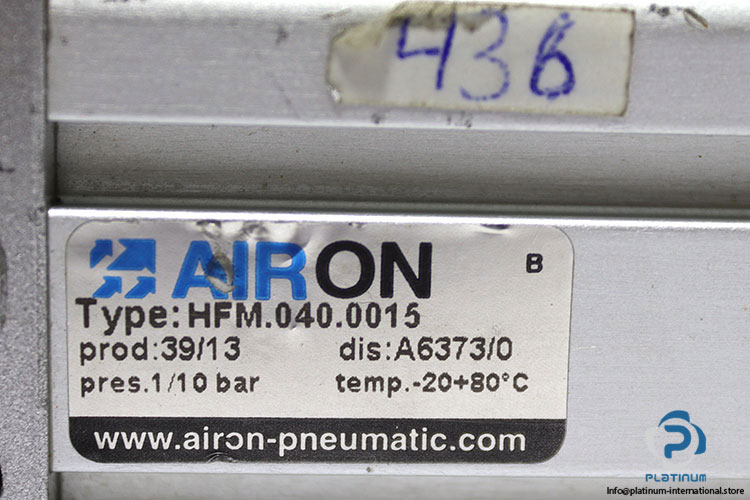 436
AIRON
B
Type: HFM.040.0015
prod:39/13 dis:A6373/0
pres.1/10 bar temp.-20+80°C
www.airon-pneumatic.com
PLATINUM
Info@platinum-international.store